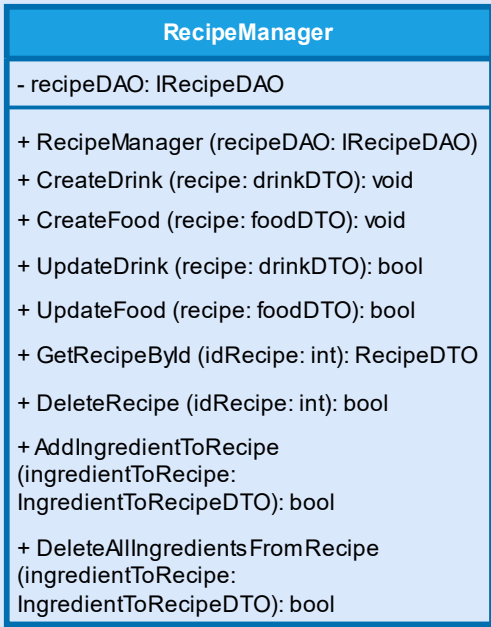 RecipeManager
- recipeDAO: IRecipeDAO
+ RecipeManager (recipeDAO: IRecipeDAO)
+ CreateDrink (recipe: drinkDTO): void
+ CreateFood (recipe: foodDTO): void
+ UpdateDrink (recipe: drinkDTO): bool
+ UpdateFood (recipe: foodDTO): bool
+ GetRecipeById (idRecipe: int): RecipeDTO
+ DeleteRecipe (idRecipe: int): bool
+ AddIngredientToRecipe
(ingredientToRecipe:
IngredientToRecipeDTO): bool
+ DeleteAllIngredientsFromRecipe
(ingredientToRecipe:
IngredientToRecipeDTO): bool